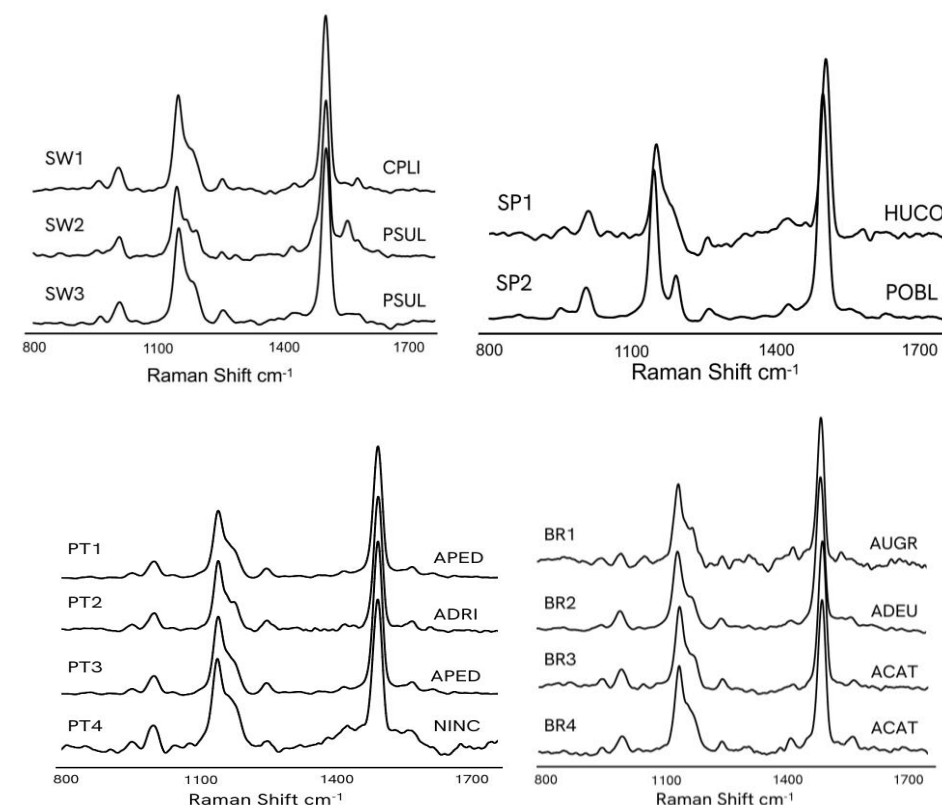 SW1 CPLI
SW2 PSUL
SW3 PSUL
800 1100 1400 1700
Raman Shift cm-1
SP1 HUCO
SP2 POBL
800 1100 1400 1700
Raman Shift cm-1
PT1 APED
PT2 ADRI
PT3 APED
PT4 NINC
800 1100 1400 1700
Raman Shift cm-1
BR1 AUGR
BR2 ADEU
BR3 ACAT
BR4 ACAT
800 1100 1400 1700
Raman Shift cm-1